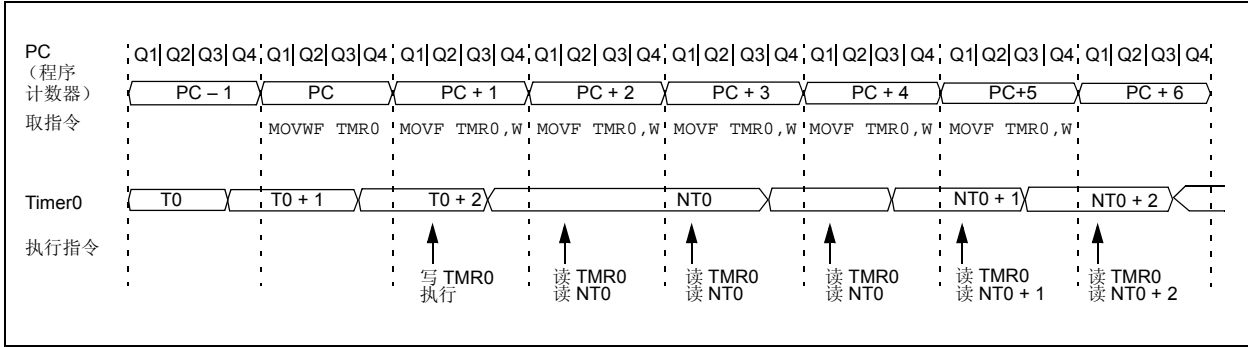 PC
（程序
计数器）
Q1 Q2 Q3 Q4 Q1 Q2 Q3 Q4 Q1 Q2 Q3 Q4 Q1 Q2 Q3 Q4 Q1 Q2 Q3 Q4 Q1 Q2 Q3 Q4 Q1 Q2 Q3 Q4 Q1 Q2 Q3 Q4
PC – 1 PC PC + 1 PC + 2 PC + 3 PC + 4 PC+5 PC + 6
取指令
MOVWF TMR0 MOVF TMR0,W MOVF TMR0,W MOVF TMR0,W MOVF TMR0,W MOVF TMR0,W
Timer0
T0 T0 + 1 T0 + 2 NT0 NT0 + 1 NT0 + 2
执行指令
写 TMR0
执行
读 TMR0
读 NT0
读 TMR0
读 NT0
读 TMR0
读 NT0
读 TMR0
读 NT0 + 1
读 TMR0
读 NT0 + 2